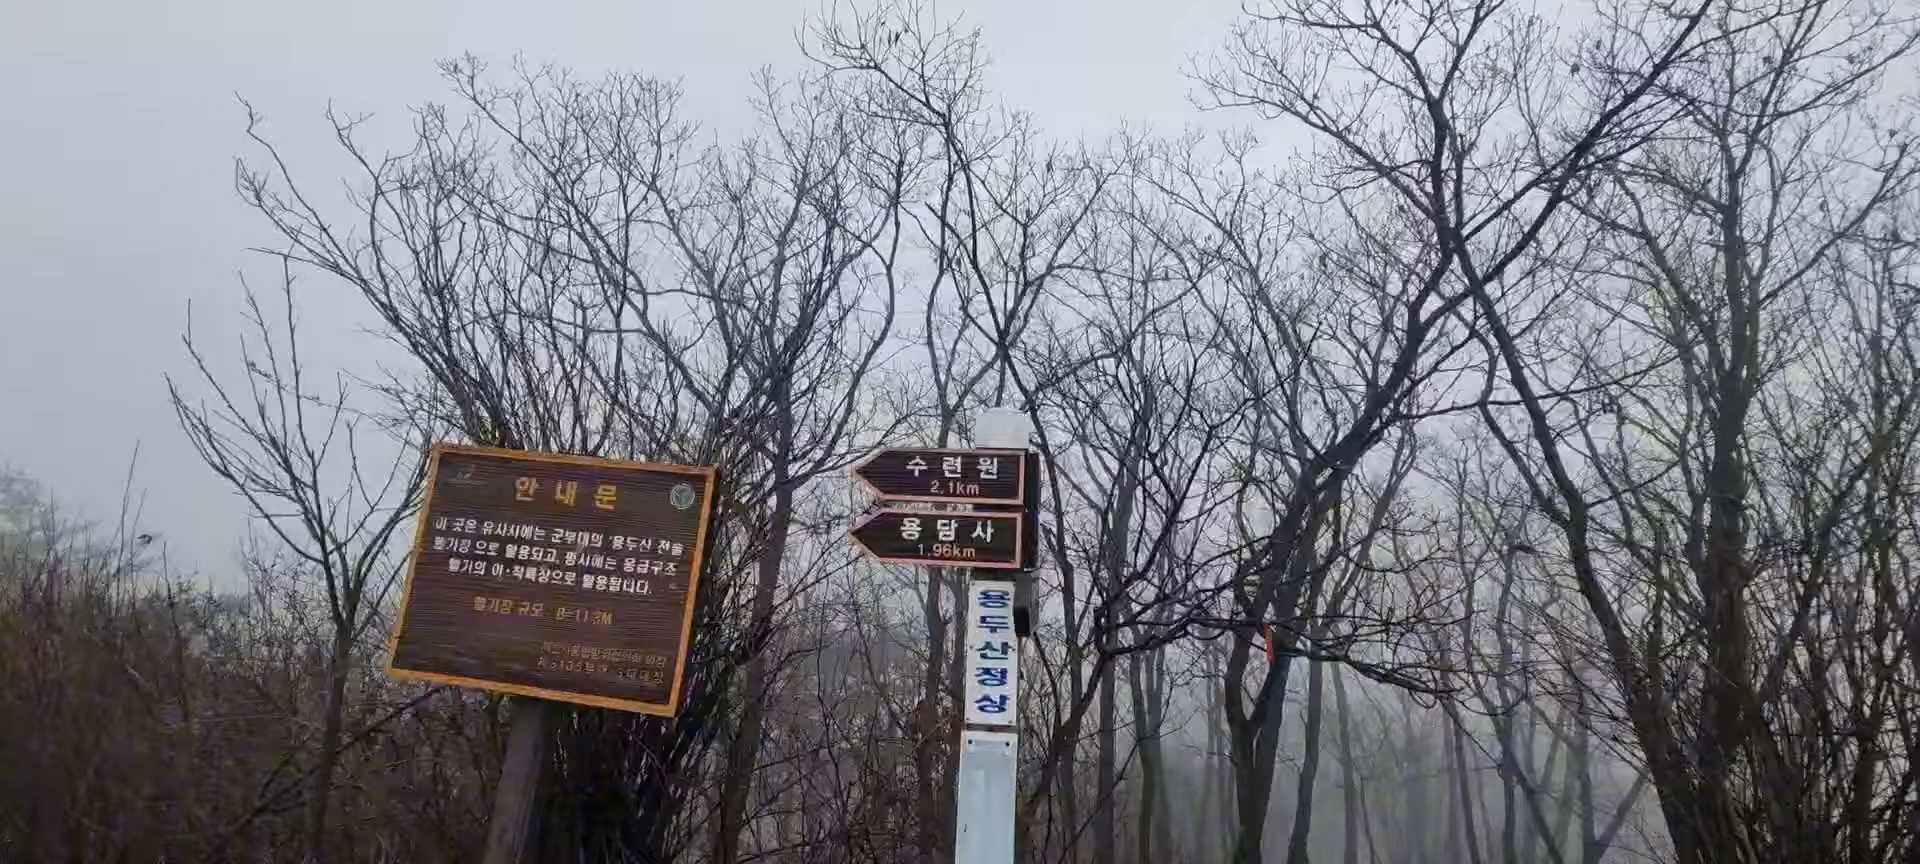 안내문
이 곳은 유사시에는 군부대의 '용두산 전술
헬기장'으로 활용되고, 평시에는 응급구조
헬기의 이·착륙장으로 활용됩니다.
헬기장 규모
수련원
2.1km
용담사
1.96km
용두산정상